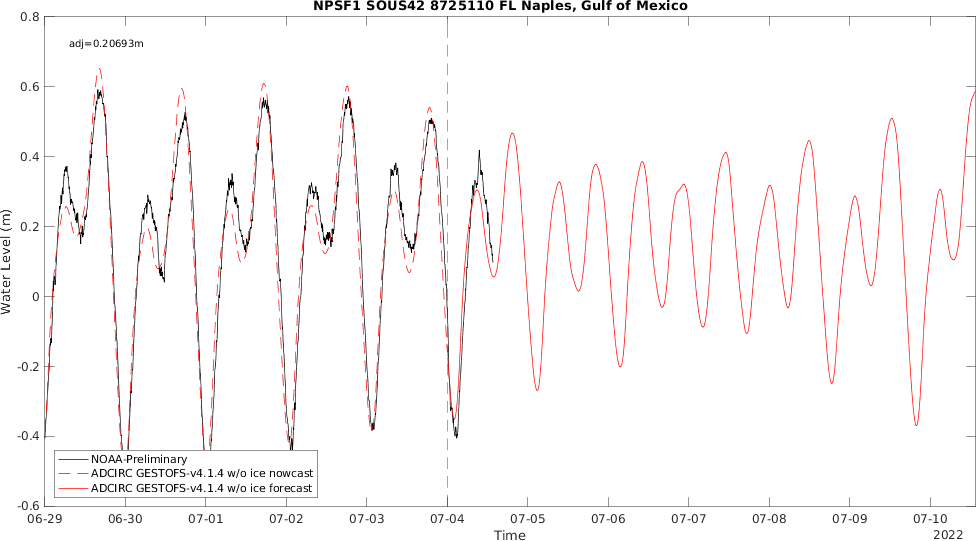 NPSF1 SOUS42 8725110 FL Naples, Gulf of Mexico
adj=0.20693m
0.8
0.6
0.4
0.2
0
-0.2
-0.4
-0.6
Water Level (m)
NOAA-Preliminary
ADCIRC GESTOFS-v4.1.4 w/o ice nowcast
ADCIRC GESTOFS-v4.1.4 w/o ice forecast
06-29 06-30 07-01 07-02 07-03 07-04 07-05 07-06 07-07 07-08 07-09 07-10
Time
2022